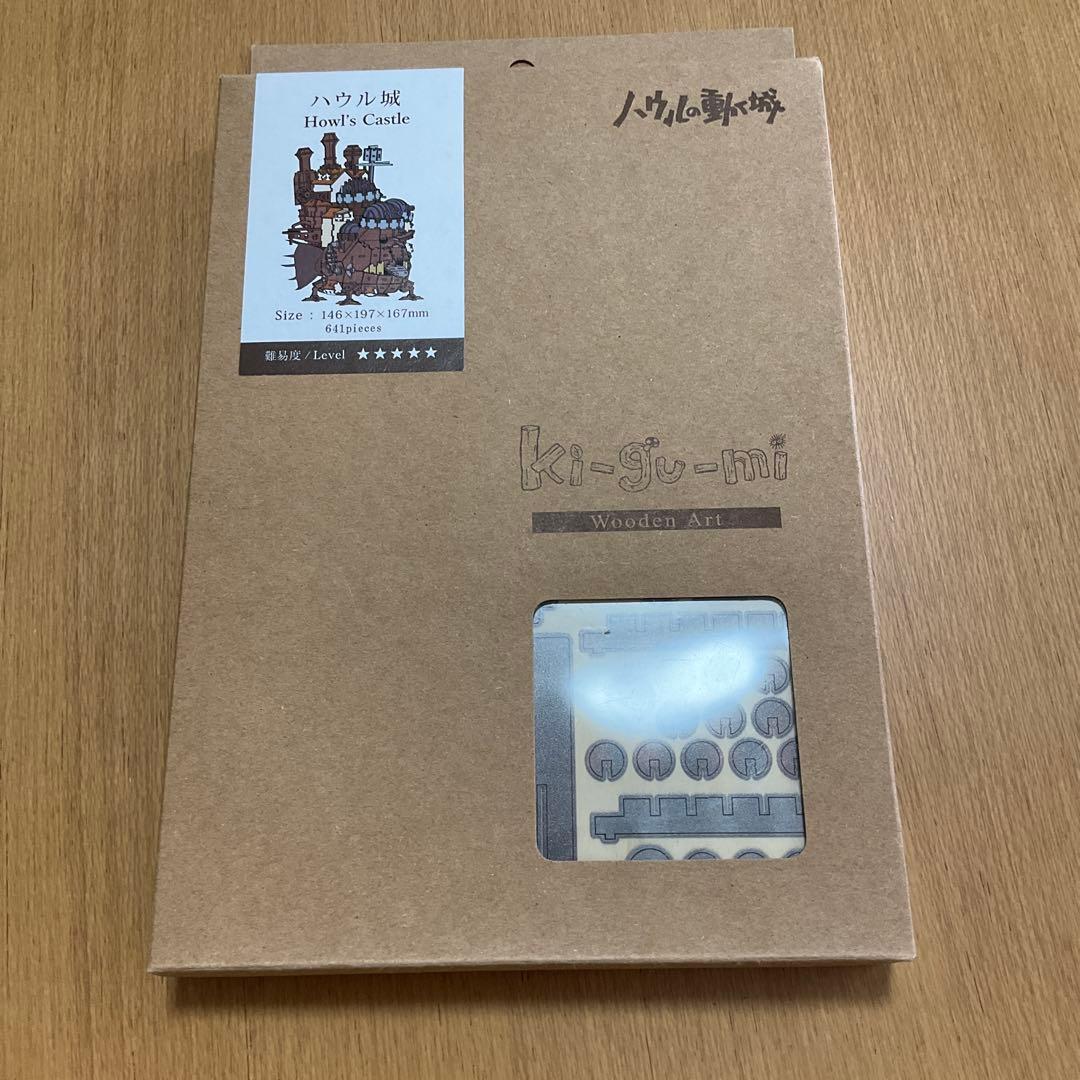 ハウル城
Howl's Castle
Size : 146×197×167mm
641pieces
難易度/Level ★★★★★
ハウルの動く城
ki-gu-mi
Wooden Art